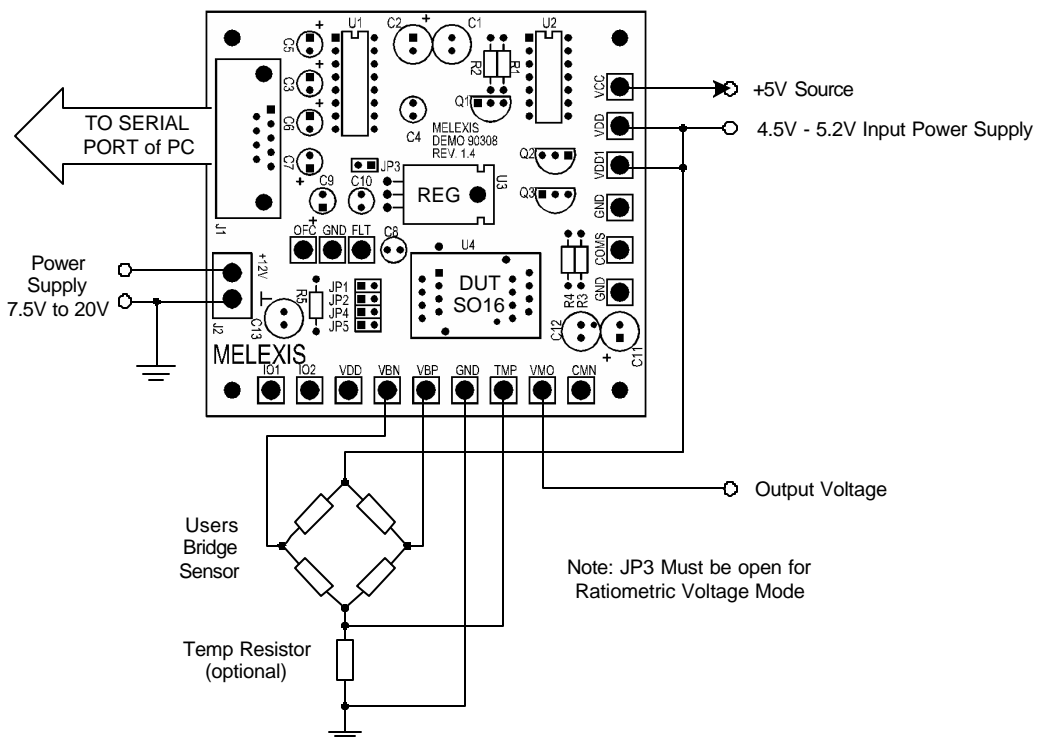 C5
+
U1
C2
+
C1
U2
C3
+
R2
R1
VCC
+5V Source
TO SERIAL
PORT of PC
C6
+
Q1
C4
MELEXIS
DEMO 90308
REV. 1.4
VDD
4.5V - 5.2V Input Power Supply
C7
+
JP3
Q2
VDD1
C9
+
C10
REG
U3
Q3
GND
J1
OFC
GND
FLT
C8
U4
COMS
Power
Supply
7.5V to 20V
+12V
J2
C13
R5
JP1
JP2
JP4
JP5
DUT
SO16
R4
R3
GND
C12
C11
+
MELEXIS
IO1
IO2
VDD
VBN
VBP
GND
TMP
VMO
CMN
Output Voltage
Users
Bridge
Sensor
Note: JP3 Must be open for
Ratiometric Voltage Mode
Temp Resistor
(optional)